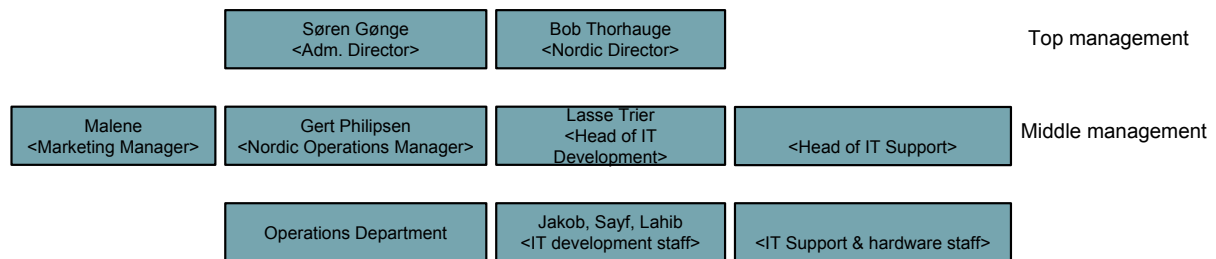 Søren Gønge
<Adm. Director>
Bob Thorhauge
<Nordic Director>
Top management
Malene
<Marketing Manager>
Gert Philipsen
<Nordic Operations Manager>
Lasse Trier
<Head of IT
Development>
<Head of IT Support>
Middle management
Operations Department
Jakob, Sayf, Lahib
<IT development staff>
<IT Support & hardware staff>